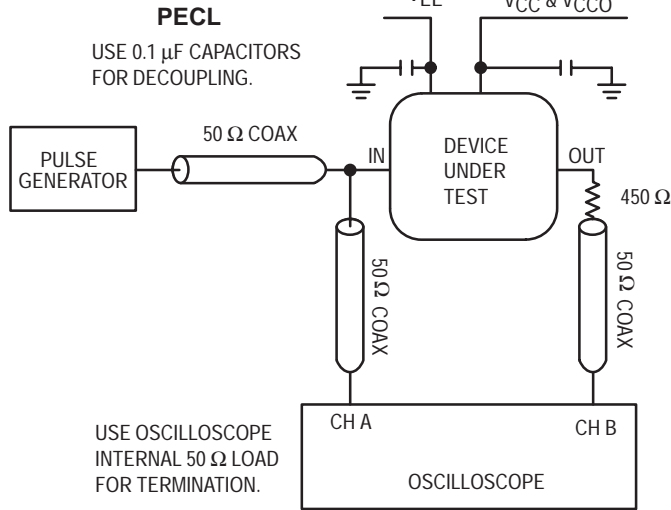 VCC & VCCO
PECL
USE 0.1 µF CAPACITORS
FOR DECOUPLING.
50 Ω COAX
PULSE
GENERATOR
IN
DEVICE
UNDER
TEST
OUT
450 Ω
50 Ω COAX
50 Ω COAX
USE OSCILLOSCOPE
INTERNAL 50 Ω LOAD
FOR TERMINATION.
CH A
CH B
OSCILLOSCOPE